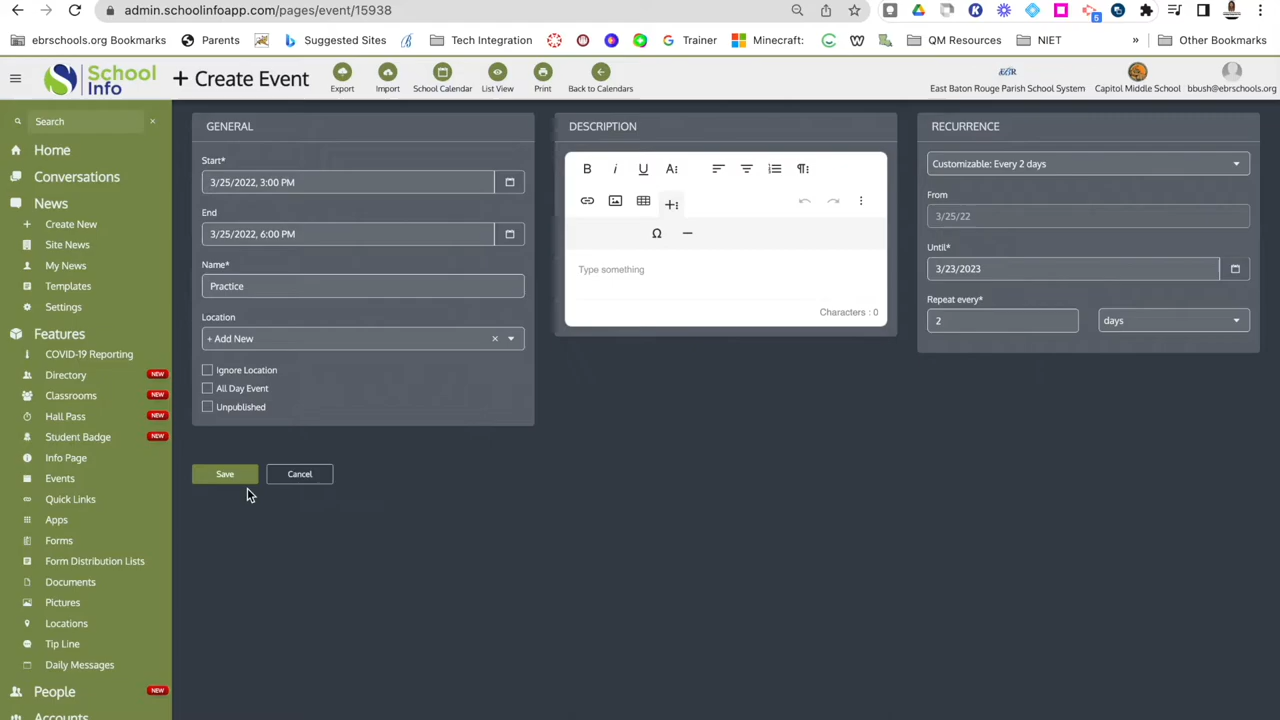 admin.schoolinfoapp.com/pages/event/15938
5
ebrschools.org Bookmarks
Parents
Suggested Sites
Tech Integration
Trainer
Minecraft:
QM Resources
NIET
»
Other Bookmarks
School Info
+ Create Event
Export
Import
School Calendar
List View
Print
Back to Calendars
East Baton Rouge Parish School System
Capitol Middle School
bbush@ebrschools.org
Search
Home
Conversations
News
Create New
Site News
My News
Templates
Settings
Features
COVID-19 Reporting
Directory NEW
Classrooms NEW
Hall Pass NEW
Student Badge NEW
Info Page
Events
Quick Links
Apps
Forms
Form Distribution Lists
Documents
Pictures
Locations
Tip Line
Daily Messages
People NEW
Accounts
GENERAL
Start*
3/25/2022, 3:00 PM
End
3/25/2022, 6:00 PM
Name*
Practice
Location
+ Add New
Ignore Location
All Day Event
Unpublished
Save
Cancel
DESCRIPTION
Type something
Characters : 0
RECURRENCE
Customizable: Every 2 days
From
3/25/22
Until*
3/23/2023
Repeat every*
2
days